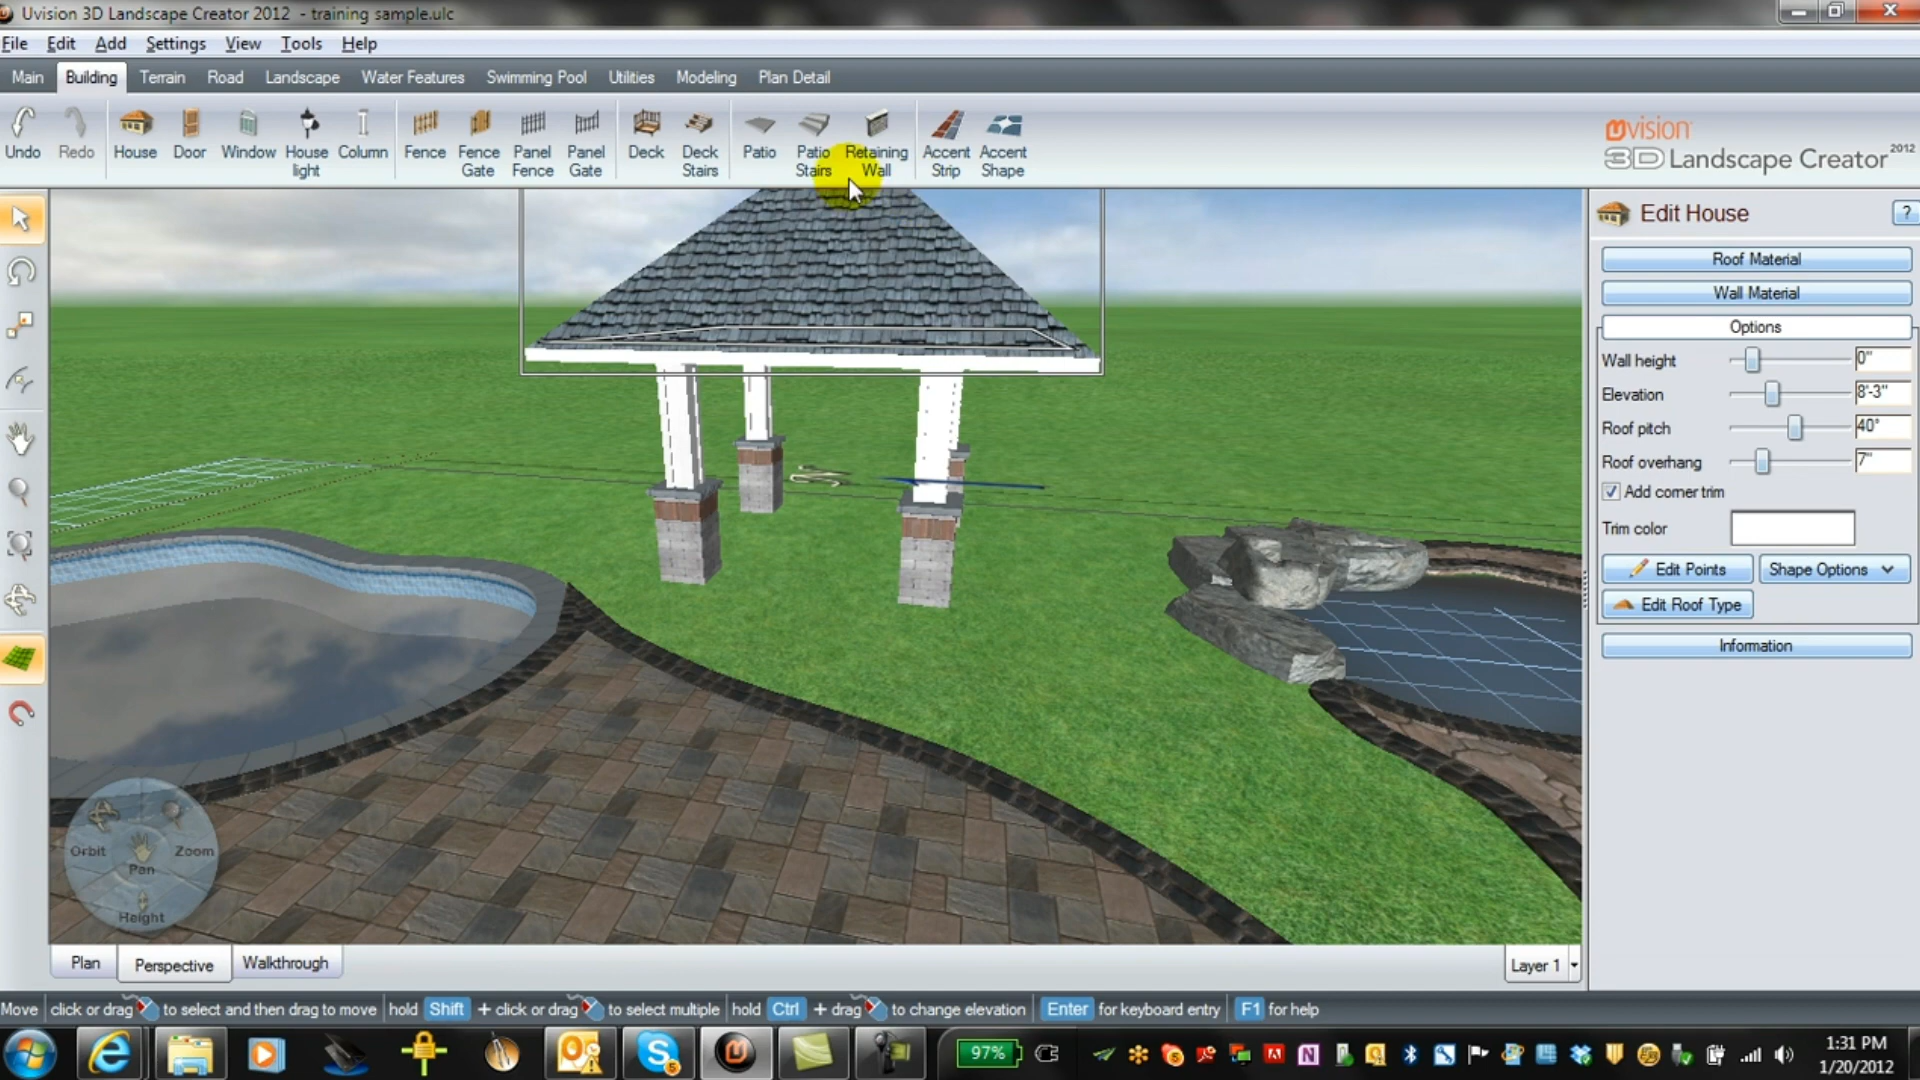 Uvision 3D Landscape Creator 2012 - training sample.ulc
File Edit Add Settings View Tools Help
Main Building Terrain Road Landscape Water Features Swimming Pool Utilities Modeling Plan Detail
Undo Redo House Door Window House light Column Fence Fence Gate Panel Fence Panel Gate Deck Deck Stairs Patio Patio Stairs Retaining Wall Accent Strip Accent Shape
uvision
3D Landscape Creator 2012
Edit House ?
Roof Material
Wall Material
Options
Wall height 0"
Elevation 8'-3"
Roof pitch 40°
Roof overhang 7"
Add corner trim
Trim color
Edit Points Shape Options
Edit Roof Type
Information
Orbit Zoom
Pan
Height
Plan Perspective Walkthrough
Layer 1
Move click or drag to select and then drag to move hold Shift + click or drag to select multiple hold Ctrl + drag to change elevation Enter for keyboard entry F1 for help
97%
1:31 PM
1/20/2012